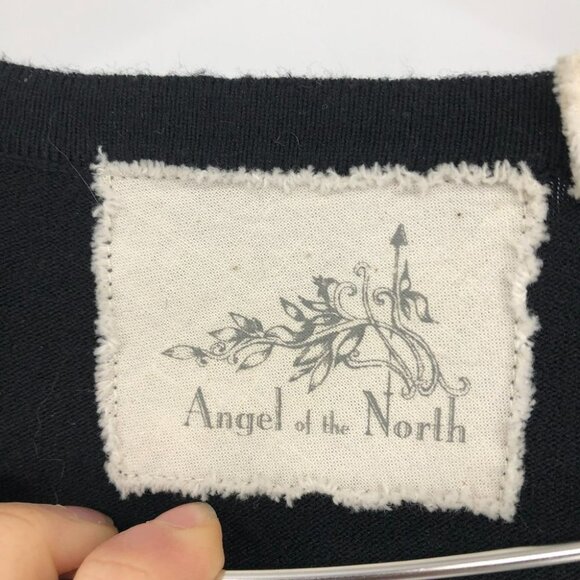 Angel of the North